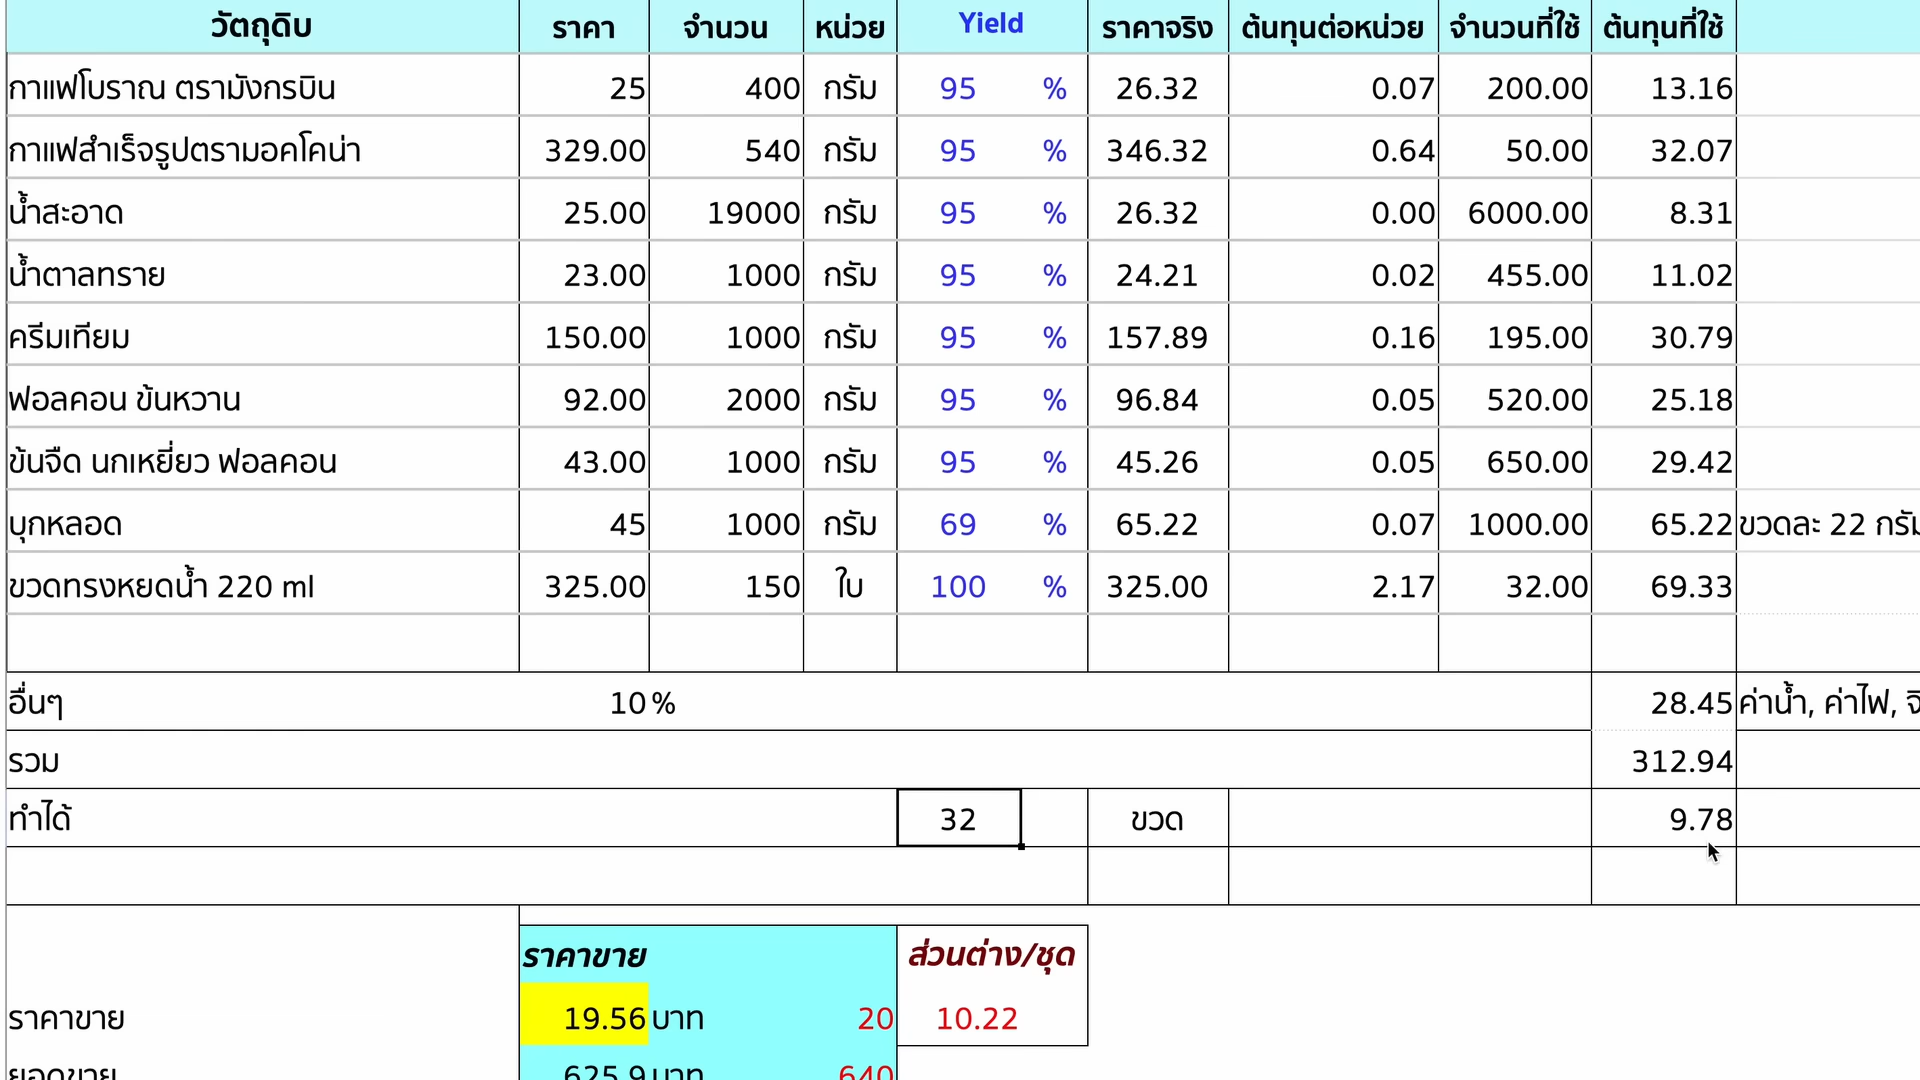 วัตถุดิบ ราคา จำนวน หน่วย Yield ราคาจริง ต้นทุนต่อหน่วย จำนวนที่ใช้ ต้นทุนที่ใช้
กาแฟโบราณ ตรามังกรบิน 25 400 กรัม 95 % 26.32 0.07 200.00 13.16
กาแฟสำเร็จรูปตรามอคโคน่า 329.00 540 กรัม 95 % 346.32 0.64 50.00 32.07
น้ำสะอาด 25.00 19000 กรัม 95 % 26.32 0.00 6000.00 8.31
น้ำตาลทราย 23.00 1000 กรัม 95 % 24.21 0.02 455.00 11.02
ครีมเทียม 150.00 1000 กรัม 95 % 157.89 0.16 195.00 30.79
ฟอลคอน ข้นหวาน 92.00 2000 กรัม 95 % 96.84 0.05 520.00 25.18
ข้นจืด นกเหยี่ยว ฟอลคอน 43.00 1000 กรัม 95 % 45.26 0.05 650.00 29.42
บุกหลอด 45 1000 กรัม 69 % 65.22 0.07 1000.00 65.22 ขวดละ 22 กรัม
ขวดทรงหยดน้ำ 220 ml 325.00 150 ใบ 100 % 325.00 2.17 32.00 69.33
อื่นๆ 10 % 28.45 ค่าน้ำ, ค่าไฟ,
รวม 312.94
ทำได้ 32 ขวด 9.78
ราคาขาย ส่วนต่าง/ชุด
ราคาขาย 19.56 บาท 20 10.22
ยอดขาย 625.9 บาท 640